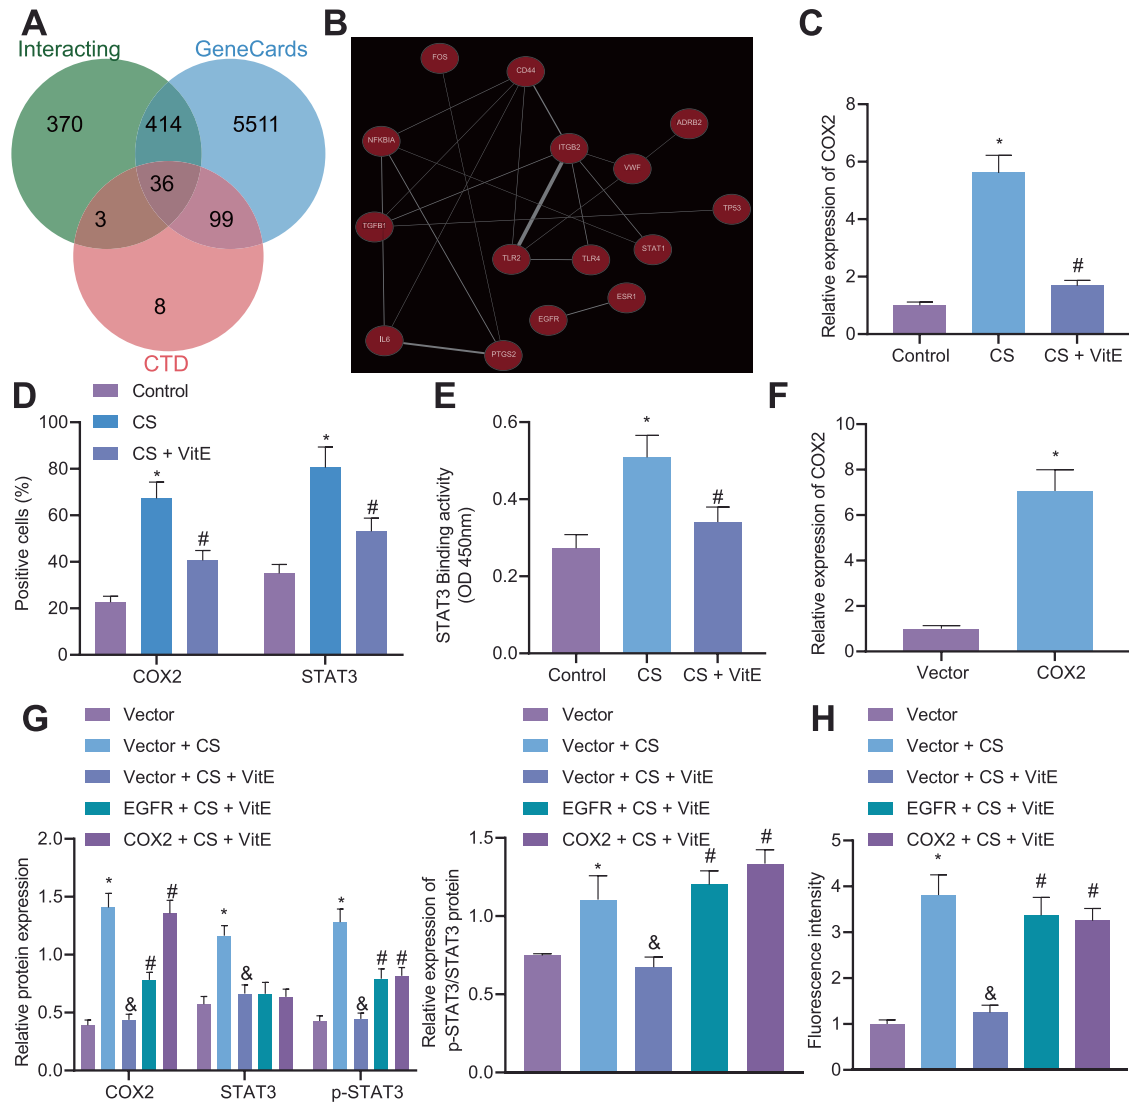 A
Interacting
GeneCards
370
414
5511
36
3
99
8
CTD
B
FOS
CD44
ADRB2
NFKBIA
ITGB2
VWF
TP53
TGFB1
STAT1
TLR2
TLR4
ESR1
EGFR
IL6
PTGS2
C
Relative expression of COX2
8
6
4
2
0
*
#
Control
CS
CS + VitE
D
Control
CS
CS + VitE
Positive cells (%)
100
80
60
40
20
0
*
#
*
#
COX2
STAT3
E
STAT3 Binding activity
(OD 450nm)
0.6
0.4
0.2
0.0
*
#
Control
CS
CS + VitE
F
Relative expression of COX2
10
8
6
4
2
0
*
Vector
COX2
G
Vector
Vector + CS
Vector + CS + VitE
EGFR + CS + VitE
COX2 + CS + VitE
Relative protein expression
2.0
1.5
1.0
0.5
0.0
*
&
#
#
*
&
*
&
#
#
COX2
STAT3
p-STAT3
Vector
Vector + CS
Vector + CS + VitE
EGFR + CS + VitE
COX2 + CS + VitE
Relative expression of
p-STAT3/STAT3 protein
1.5
1.0
0.5
0.0
*
&
#
#
H
Vector
Vector + CS
Vector + CS + VitE
EGFR + CS + VitE
COX2 + CS + VitE
Fluorescence intensity
5
4
3
2
1
0
*
&
#
#